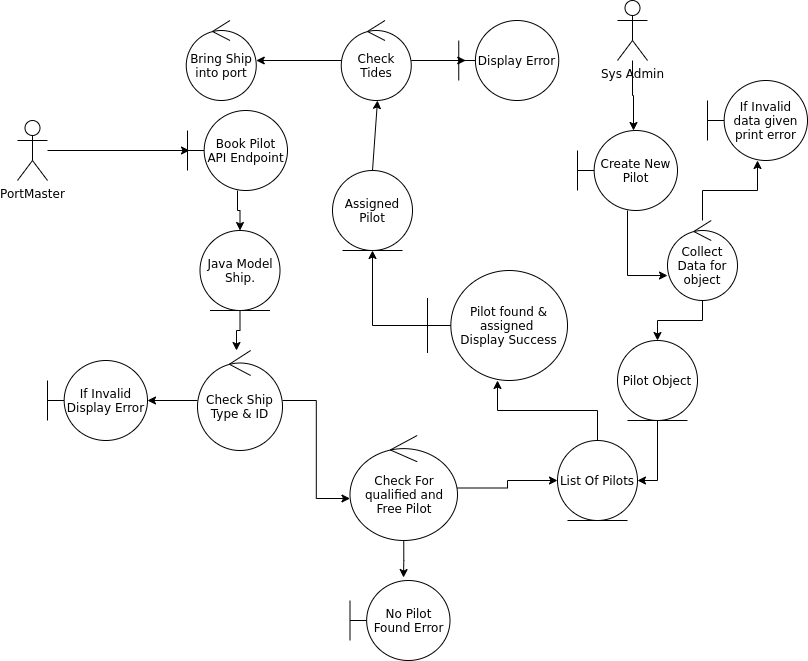 Bring Ship
into port
Check
Tides
Display Error
Sys Admin
If Invalid
data given
print error
PortMaster
Book Pilot
API Endpoint
Create New
Pilot
Assigned
Pilot
Java Model
Ship.
Collect
Data for
object
Pilot found &
assigned
Display Success
Pilot Object
If Invalid
Display Error
Check Ship
Type & ID
Check For
qualified and
Free Pilot
List Of Pilots
No Pilot
Found Error